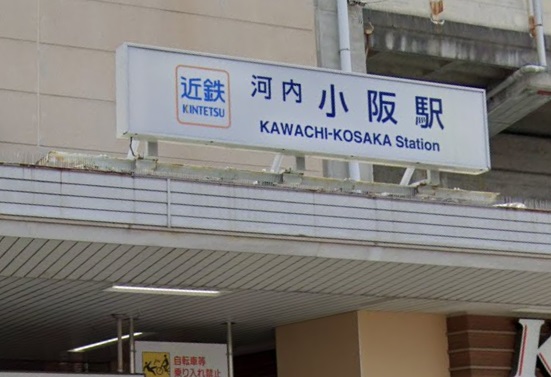 近鉄
KINTETSU
河内小阪駅
KAWACHI-KOSAKA Station
自転車等
乗り入れ禁止
K